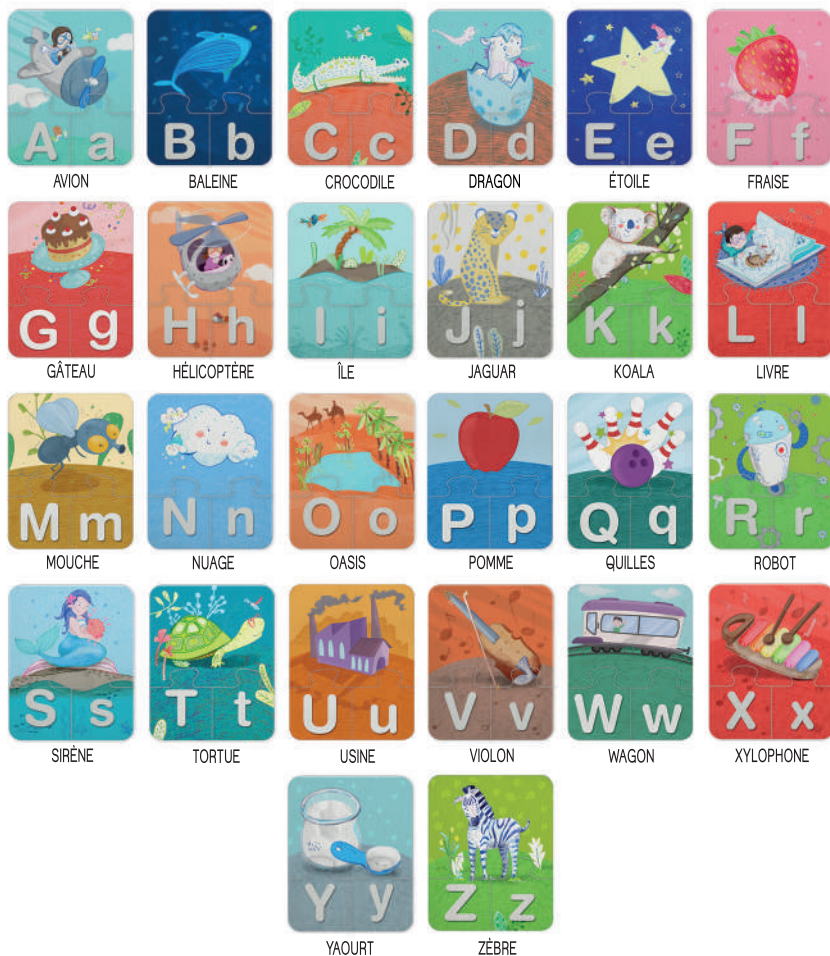 A a B b C c D d E e F f
AVION BALEINE CROCODILE DRAGON ÉTOILE FRAISE
G g H h I i J j K k L l
GÂTEAU HÉLICOPTÈRE ÎLE JAGUAR KOALA LIVRE
M m N n O o P p Q q R r
MOUCHE NUAGE OASIS POMME QUILLES ROBOT
S s T t U u V v W w X x
SIRÈNE TORTUE USINE VIOLON WAGON XYLOPHONE
Y y Z z
YAOURT ZÈBRE